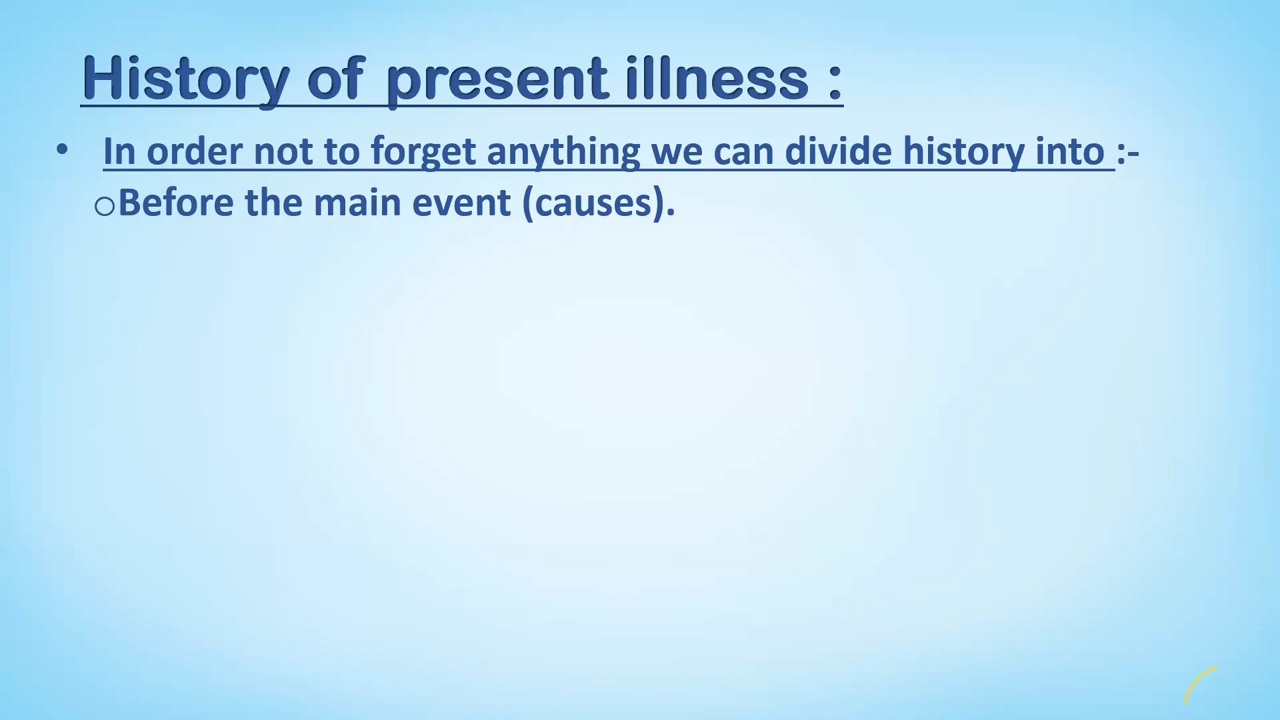 History of present illness :
• In order not to forget anything we can divide history into :-
oBefore the main event (causes).